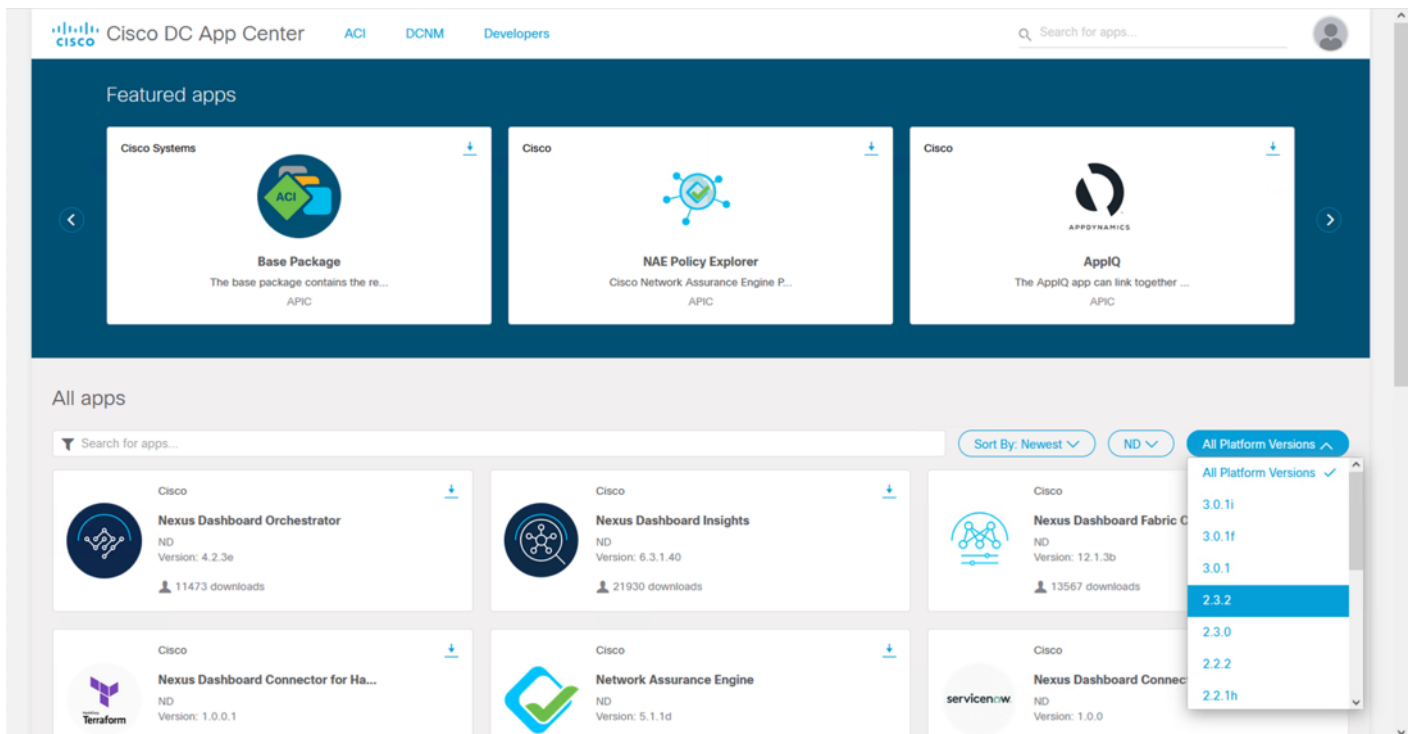 CISCO Cisco DC App Center ACI DCNM Developers Search for apps...
Featured apps
Cisco Systems
ACI
Base Package
The base package contains the re...
APIC
Cisco
NAE Policy Explorer
Cisco Network Assurance Engine P...
APIC
Cisco
APPDYNAMICS
AppIQ
The AppIQ app can link together ...
APIC
All apps
Search for apps... Sort By: Newest ND All Platform Versions
All Platform Versions
3.0.1i
3.0.1f
3.0.1
2.3.2
2.3.0
2.2.2
2.2.1h
Cisco
Nexus Dashboard Orchestrator
ND
Version: 4.2.3e
11473 downloads
Cisco
Nexus Dashboard Insights
ND
Version: 6.3.1.40
21930 downloads
Cisco
Nexus Dashboard Fabric C
ND
Version: 12.1.3b
13567 downloads
Cisco
Nexus Dashboard Connector for Ha...
ND
Version: 1.0.0.1
Terraform
Cisco
Network Assurance Engine
ND
Version: 5.1.1d
servicenow
Cisco
Nexus Dashboard Connec
ND
Version: 1.0.0